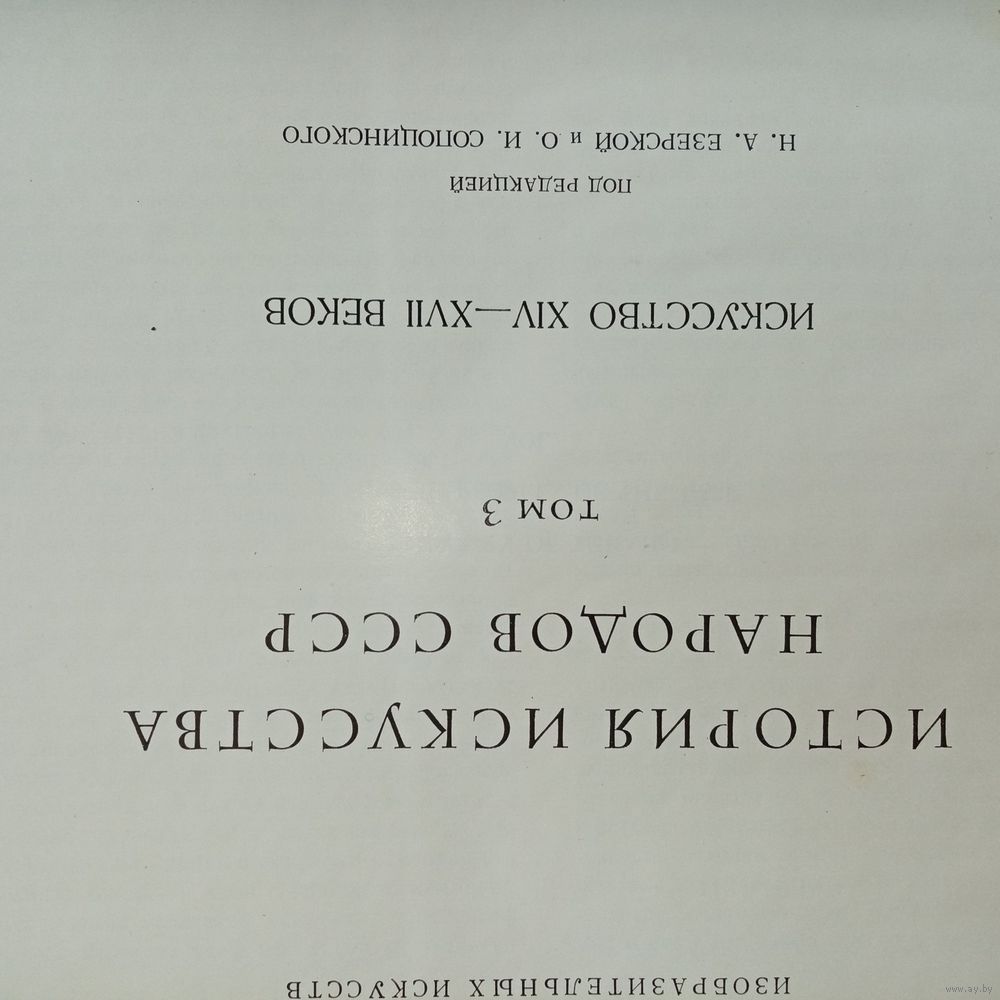 ИЗОБРАЗИТЕЛЬНЫХ ИСКУССТВ
ИСТОРИЯ ИСКУССТВА
НАРОДОВ СССР
ТОМ 3
ИСКУССТВО XIV—XVII ВЕКОВ
ПОД РЕДАКЦИЕЙ
Н. А. ЕЗЕРСКОЙ и О. И. СОПОЦИНСКОГО
www.ay.by